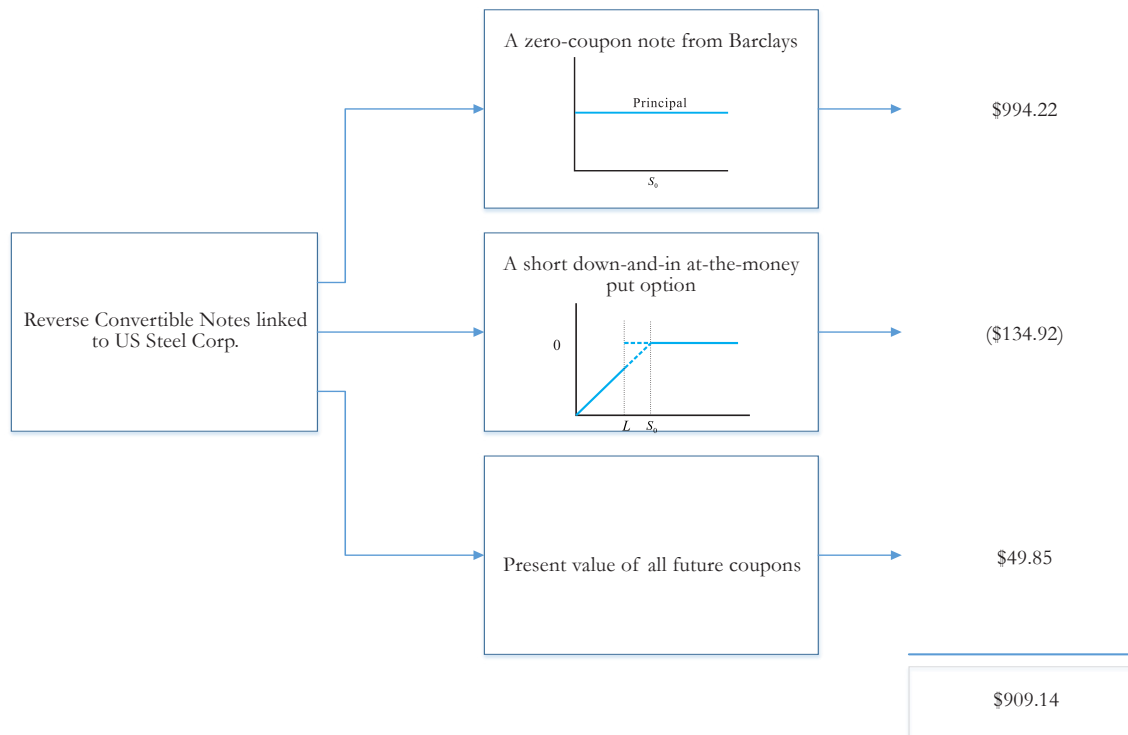 A zero-coupon note from Barclays
Principal
S₀
$994.22
Reverse Convertible Notes linked
to US Steel Corp.
A short down-and-in at-the-money
put option
0
L S₀
($134.92)
Present value of all future coupons
$49.85
$909.14